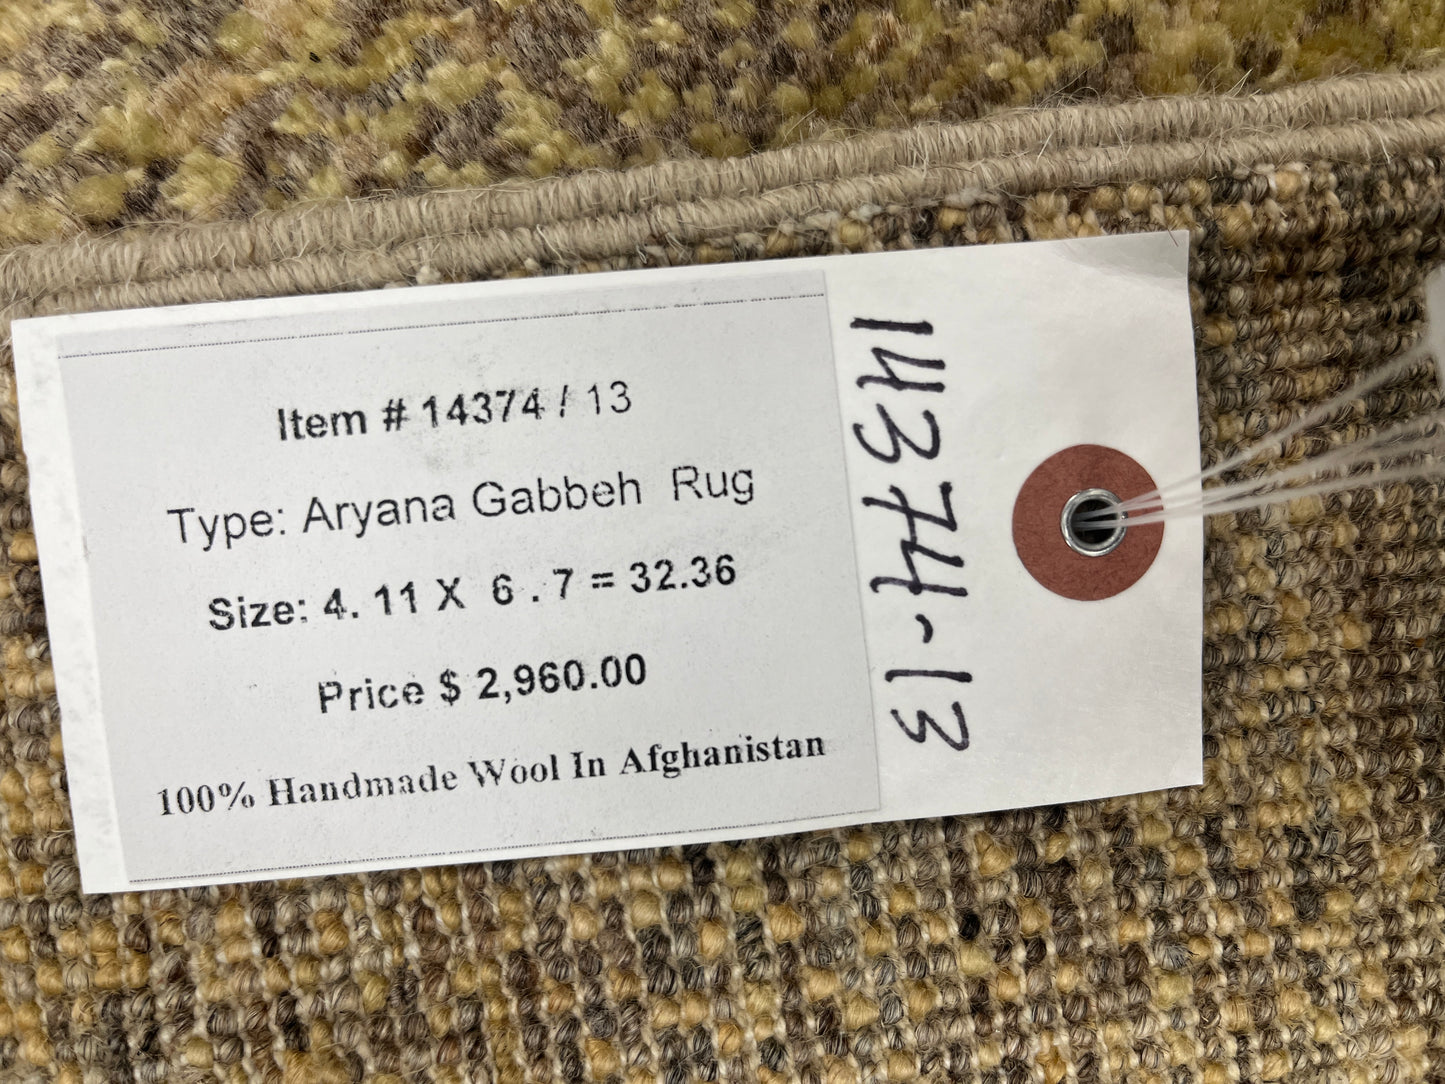 Item # 14374 / 13
Type: Aryana Gabbeh Rug
Size: 4. 11 X 6 . 7 = 32.36
Price $ 2,960.00
100% Handmade Wool In Afghanistan
14374-13